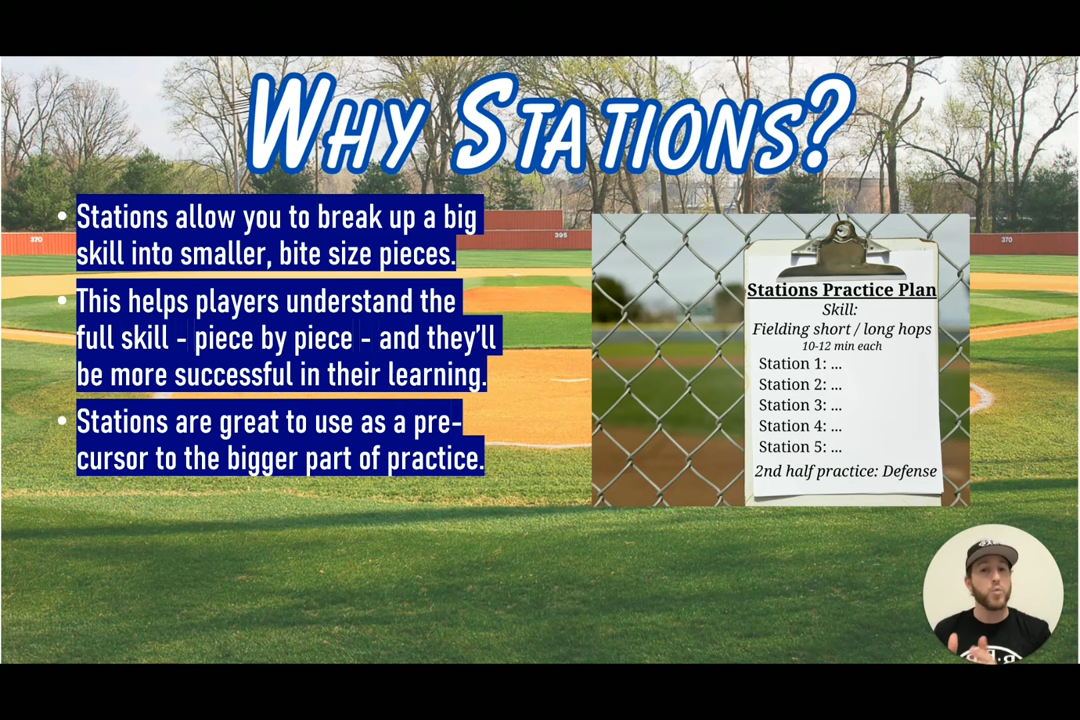 WHY STATIONS?
• Stations allow you to break up a big
skill into smaller, bite size pieces.
• This helps players understand the
full skill - piece by piece - and they'll
be more successful in their learning.
• Stations are great to use as a pre-
cursor to the bigger part of practice.
370
395
370
Stations Practice Plan
Skill:
Fielding short / long hops
10-12 min each
Station 1: ...
Station 2: ...
Station 3: ...
Station 4: ...
Station 5: ...
2nd half practice: Defense